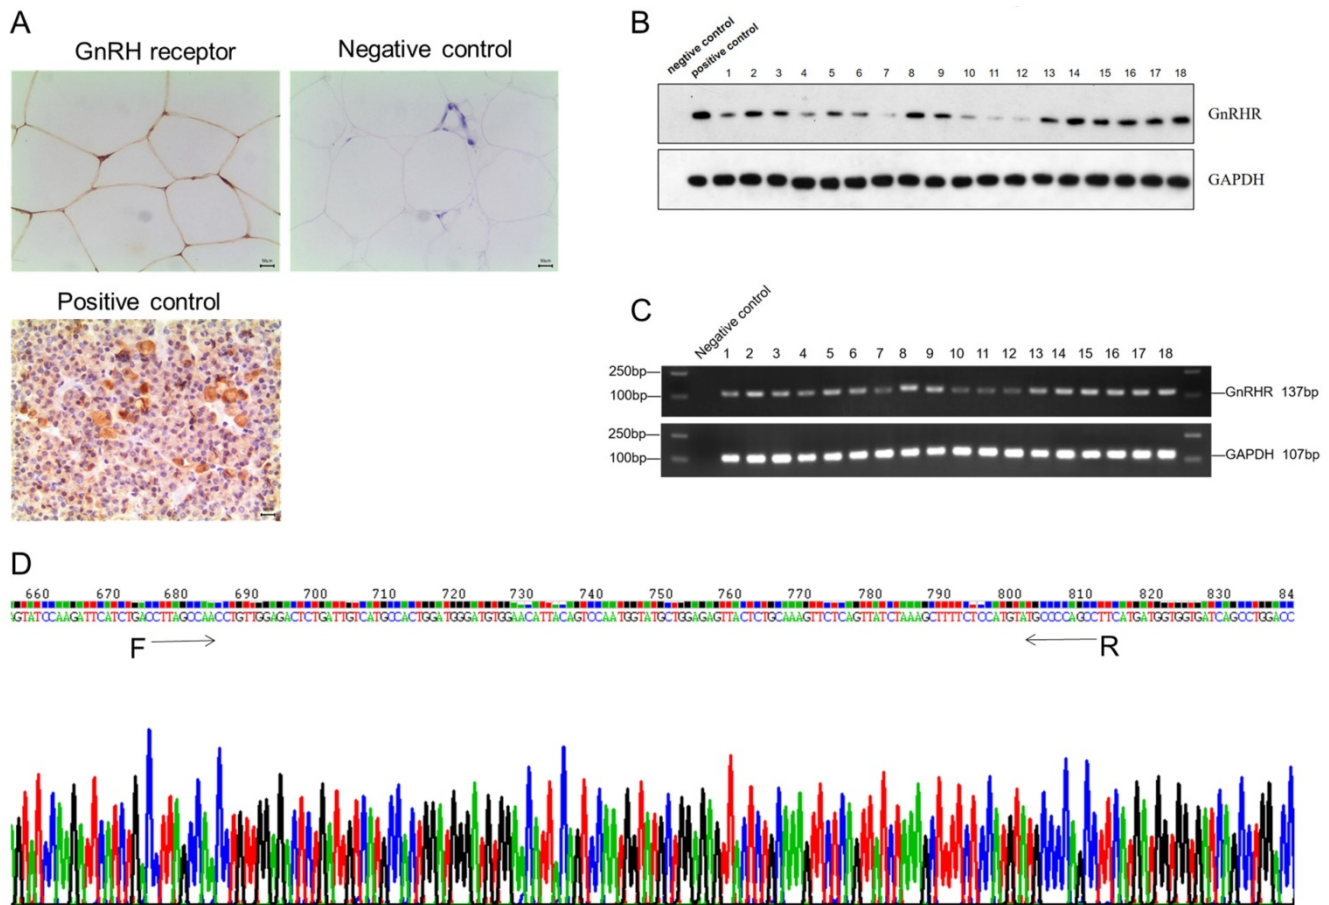 A
GnRH receptor
Negative control
Positive control
B
negtive control
positive control
1 2 3 4 5 6 7 8 9 10 11 12 13 14 15 16 17 18
GnRHR
GAPDH
C
Negative control
1 2 3 4 5 6 7 8 9 10 11 12 13 14 15 16 17 18
250bp
100bp
GnRHR 137bp
250bp
100bp
GAPDH 107bp
D
660 670 680 690 700 710 720 730 740 750 760 770 780 790 800 810 820 830 84
AGTATCCAAGATTCATCTGACCTTAGCCAACCTGTTGGAGACTCTGATTGTCATGCCACTGGATGGGATGTGGAACATTACAGTCCAATGGTATGCTGGAGAGTTACTCTGCAAAGTTCTCAGTTATCTAAAGCTTTTCTCCATGTATGCCCCAGCCTTCATGATGGTGGTGATCAGCCTGGACC
F
R